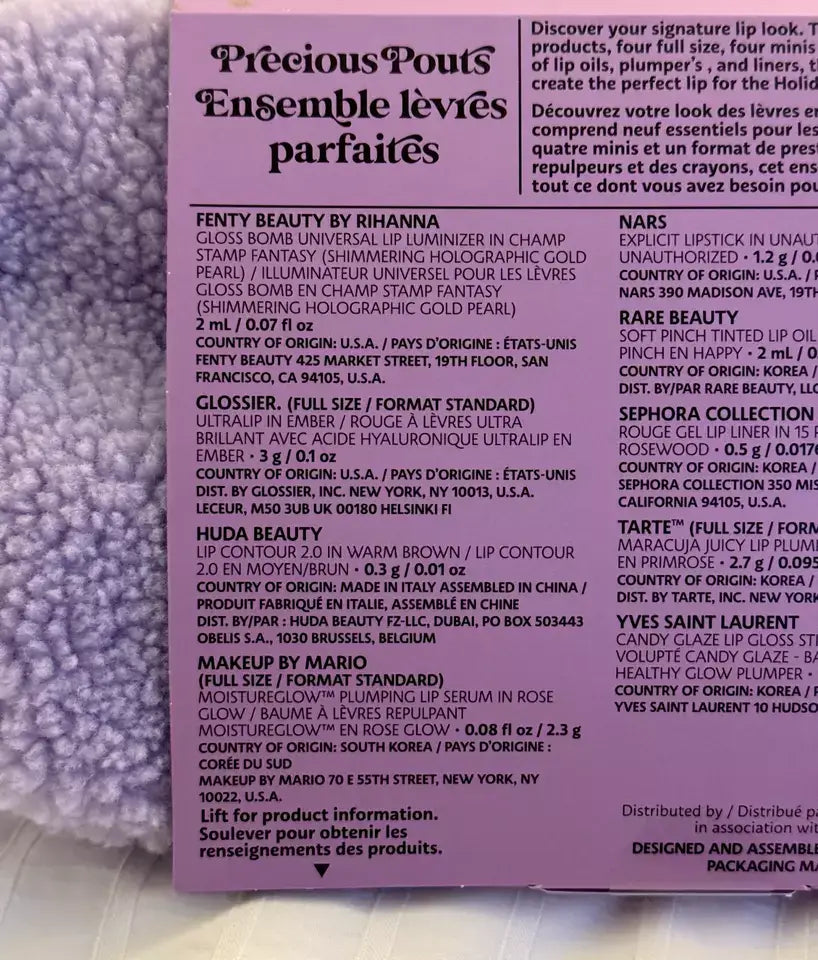 Precious Pouts
Ensemble lèvres
parfaites
Discover your signature lip look.
products, four full size, four minis
of lip oils, plumper's , and liners,
create the perfect lip for the
Découvrez votre look des lèvres
comprend neuf essentiels pour les
quatre minis et un format de
repulpeurs et des crayons, cet
tout ce dont vous avez besoin
FENTY BEAUTY BY RIHANNA
GLOSS BOMB UNIVERSAL LIP LUMINIZER IN CHAMP
STAMP FANTASY (SHIMMERING HOLOGRAPHIC GOLD
PEARL) / ILLUMINATEUR UNIVERSEL POUR LES LÈVRES
GLOSS BOMB EN CHAMP STAMP FANTASY
(SHIMMERING HOLOGRAPHIC GOLD PEARL)
2 mL / 0.07 fl oz
COUNTRY OF ORIGIN: U.S.A. / PAYS D'ORIGINE : ÉTATS-UNIS
FENTY BEAUTY 425 MARKET STREET, 19TH FLOOR, SAN
FRANCISCO, CA 94105, U.S.A.
GLOSSIER. (FULL SIZE / FORMAT STANDARD)
ULTRALIP IN EMBER / ROUGE À LÈVRES ULTRA
BRILLANT AVEC ACIDE HYALURONIQUE ULTRALIP EN
EMBER • 3 g / 0.1 oz
COUNTRY OF ORIGIN: U.S.A. / PAYS D'ORIGINE : ÉTATS-UNIS
DIST. BY GLOSSIER, INC. NEW YORK, NY 10013, U.S.A.
LECEUR, M50 3UB UK 00180 HELSINKI FI
HUDA BEAUTY
LIP CONTOUR 2.0 IN WARM BROWN / LIP CONTOUR
2.0 EN MOYEN/BRUN • 0.3 g / 0.01 oz
COUNTRY OF ORIGIN: MADE IN ITALY ASSEMBLED IN CHINA /
PRODUIT FABRIQUÉ EN ITALIE, ASSEMBLÉ EN CHINE
DIST. BY/PAR : HUDA BEAUTY FZ-LLC, DUBAI, PO BOX 503443
OBELIS S.A., 1030 BRUSSELS, BELGIUM
MAKEUP BY MARIO
(FULL SIZE / FORMAT STANDARD)
MOISTUREGLOW™ PLUMPING LIP SERUM IN ROSE
GLOW / BAUME À LÈVRES REPULPANT
MOISTUREGLOW™ EN ROSE GLOW • 0.08 fl oz / 2.3 g
COUNTRY OF ORIGIN: SOUTH KOREA / PAYS D'ORIGINE :
CORÉE DU SUD
MAKEUP BY MARIO 70 E 55TH STREET, NEW YORK, NY
10022, U.S.A.
Lift for product information.
Soulever pour obtenir les
renseignements des produits.
NARS
EXPLICIT LIPSTICK IN
UNAUTHORIZED • 1.2 g /
COUNTRY OF ORIGIN: U.S.A. /
NARS 390 MADISON AVE, 19TH
RARE BEAUTY
SOFT PINCH TINTED LIP OIL
PINCH EN HAPPY • 2 mL /
COUNTRY OF ORIGIN: KOREA /
DIST. BY/PAR RARE BEAUTY,
SEPHORA COLLECTION
ROUGE GEL LIP LINER IN 15
ROSEWOOD • 0.5 g /
COUNTRY OF ORIGIN: KOREA /
SEPHORA COLLECTION 350
CALIFORNIA 94105, U.S.A.
TARTE™ (FULL SIZE /
MARACUJA JUICY LIP
EN PRIMROSE • 2.7 g /
COUNTRY OF ORIGIN: KOREA /
DIST. BY TARTE, INC. NEW YORK
YVES SAINT LAURENT
CANDY GLAZE LIP GLOSS
VOLUPTÉ CANDY GLAZE -
HEALTHY GLOW PLUMPER •
COUNTRY OF ORIGIN: KOREA /
YVES SAINT LAURENT 10
Distributed by / Distribué
in association
DESIGNED AND
PACKAGING